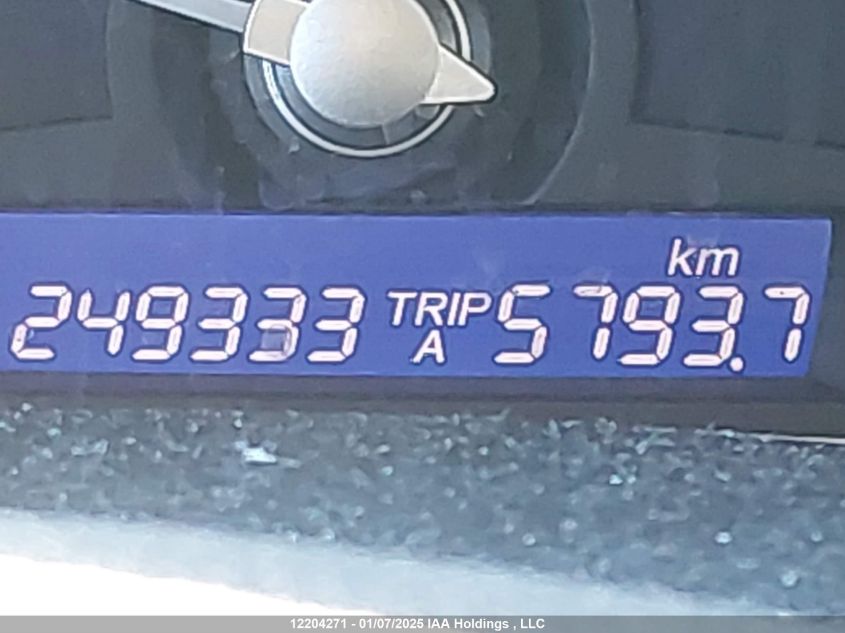 km
249333 TRIP A 5793.7
12204271 - 01/07/2025 IAA Holdings , LLC